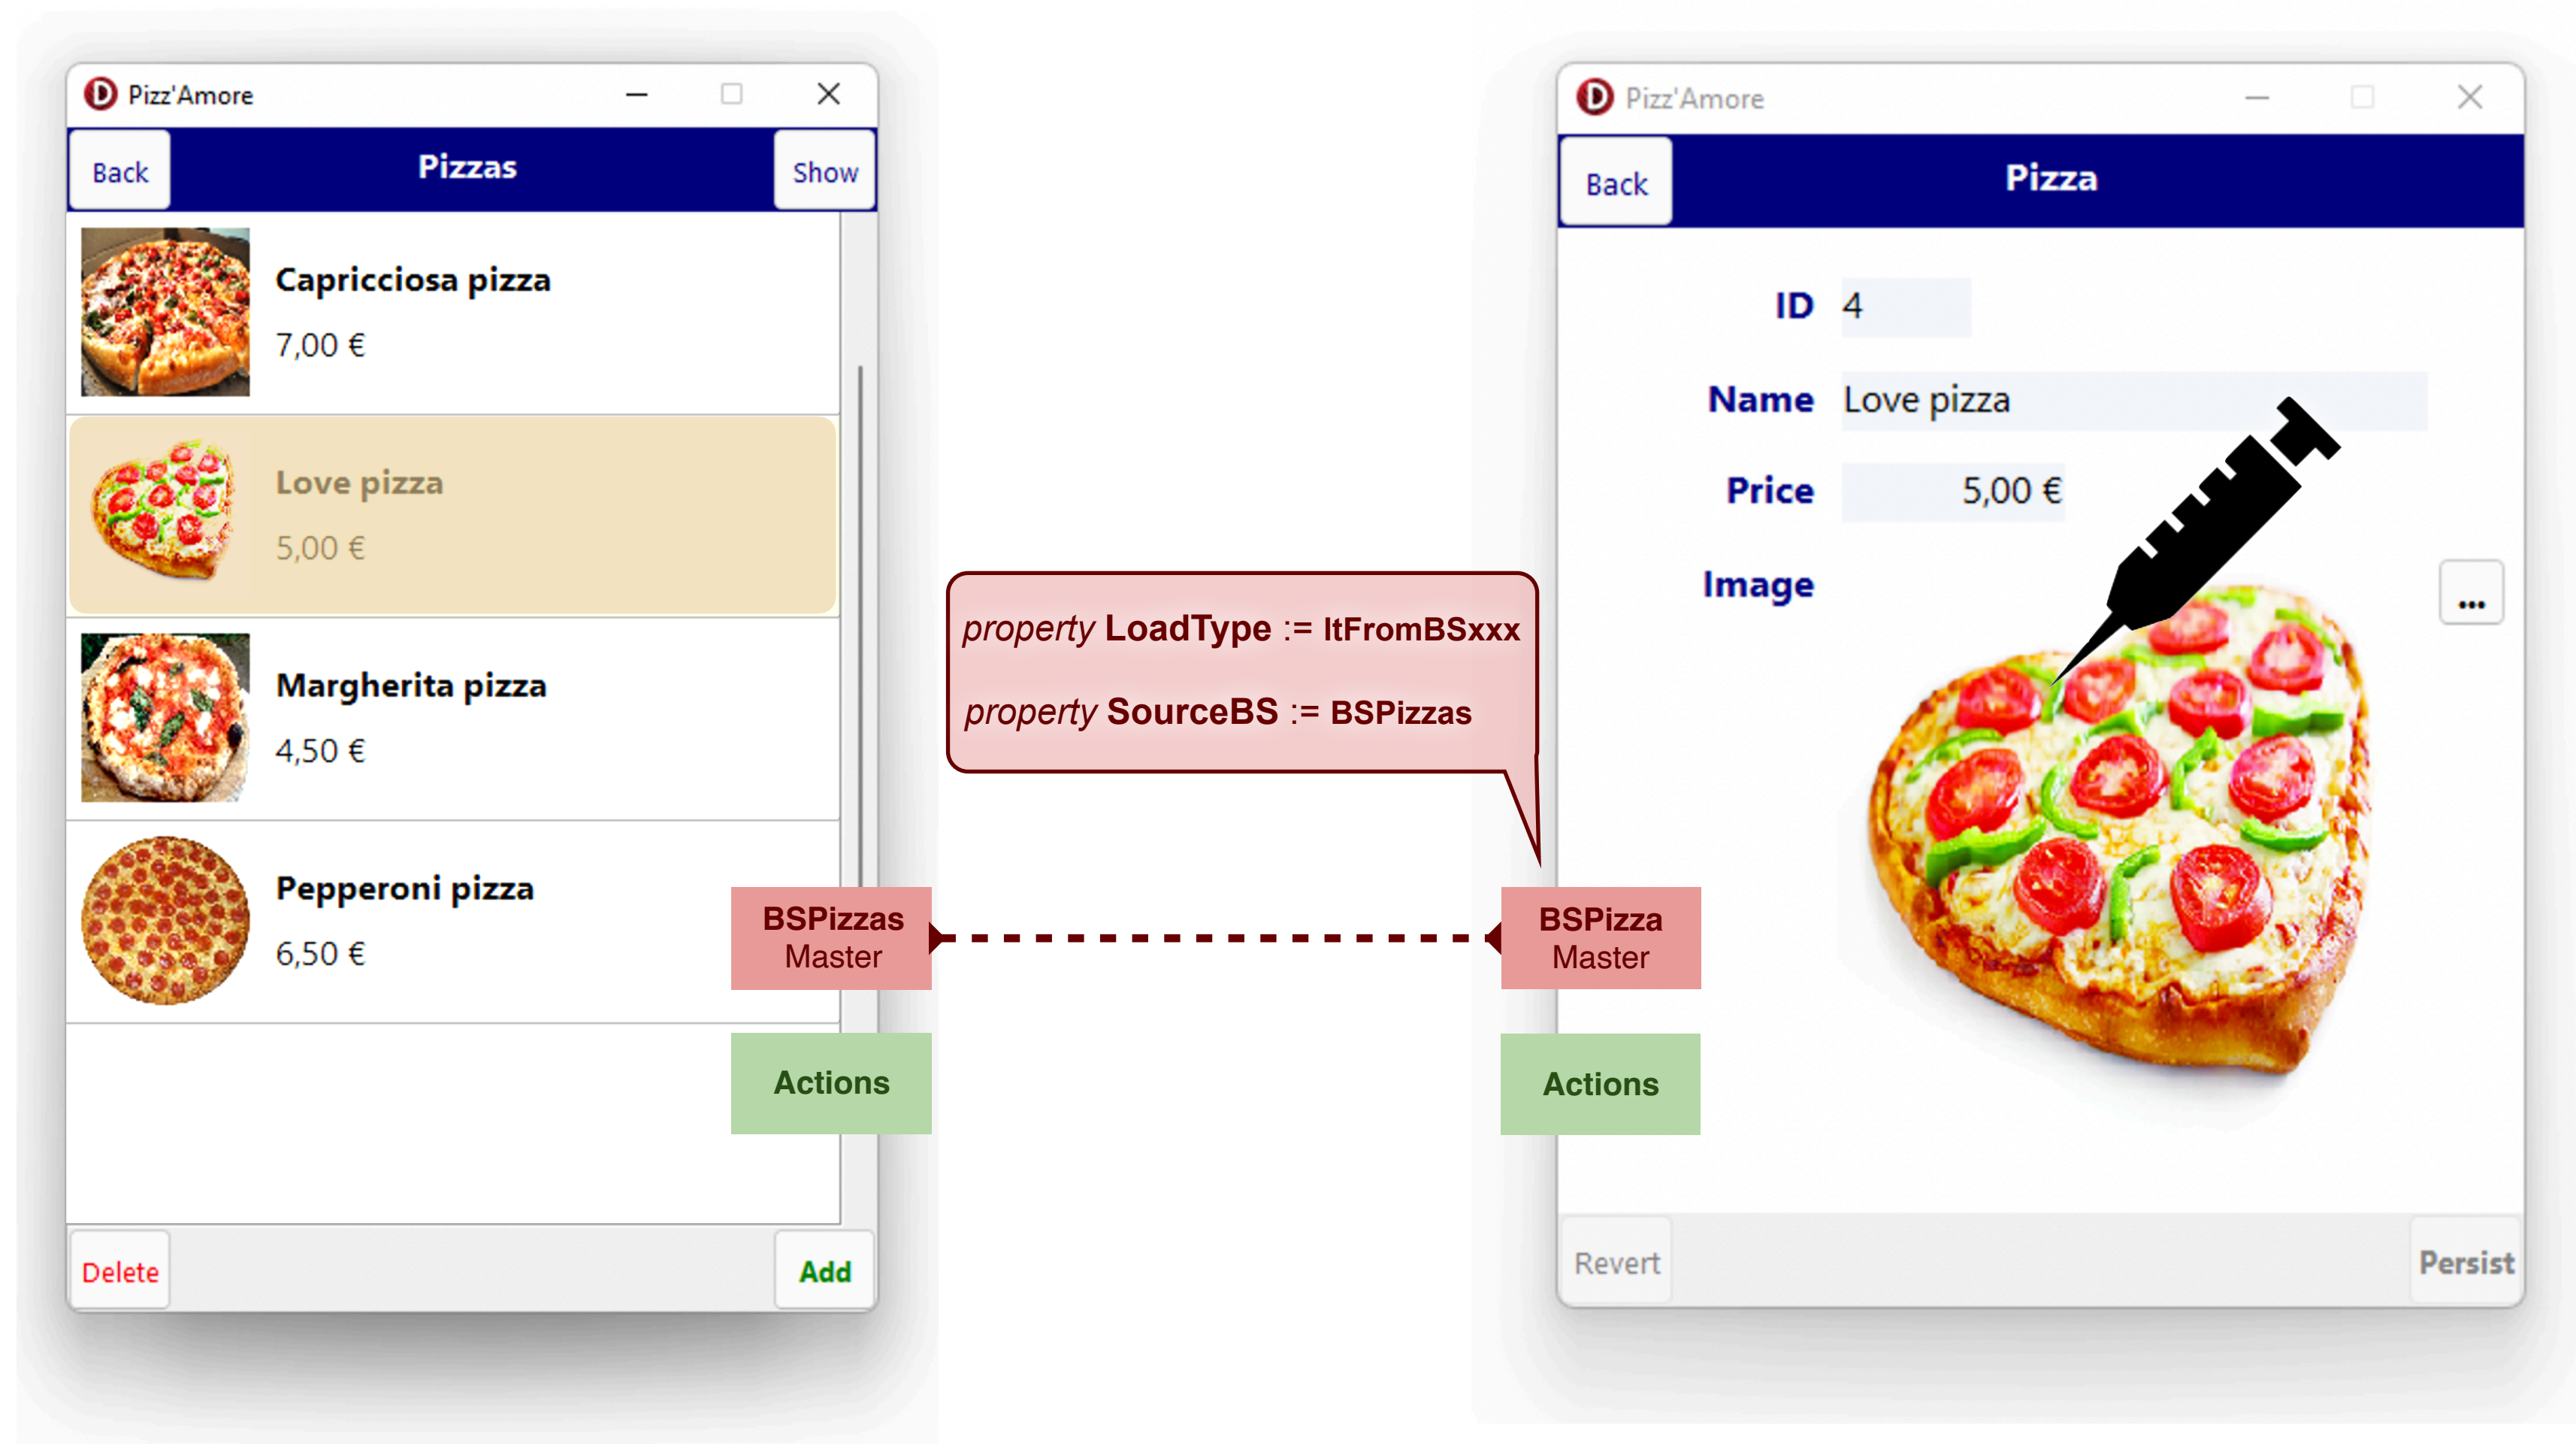 Pizz'Amore
Back
Pizzas
Show
Capricciosa pizza
7,00 €
Love pizza
5,00 €
Margherita pizza
4,50 €
Pepperoni pizza
6,50 €
BSPizzas
Master
Actions
Delete
Add
property LoadType := ltFromBSxxx
property SourceBS := BSPizzas
Pizz'Amore
Back
Pizza
ID 4
Name Love pizza
Price 5,00 €
Image
...
BSPizza
Master
Actions
Revert
Persist